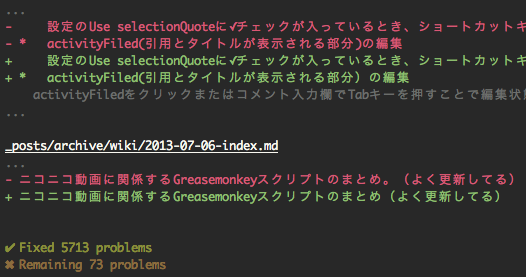 ...
-    設定のUse selectionQuoteに✓チェックが入っているとき、ショートカットキ
- *  activityFiled(引用とタイトルが表示される部分)の編集
+    設定のUse selectionQuoteに✓チェックが入っているとき、ショートカットキ
+ *  activityFiled(引用とタイトルが表示される部分）の編集
     activityFiledをクリックまたはコメント入力欄でTabキーを押すことで編集状態
...
_posts/archive/wiki/2013-07-06-index.md
...
- ニコニコ動画に関係するGreasemonkeyスクリプトのまとめ。（よく更新してる）
+ ニコニコ動画に関係するGreasemonkeyスクリプトのまとめ（よく更新してる）
✔ Fixed 5713 problems
✖ Remaining 73 problems